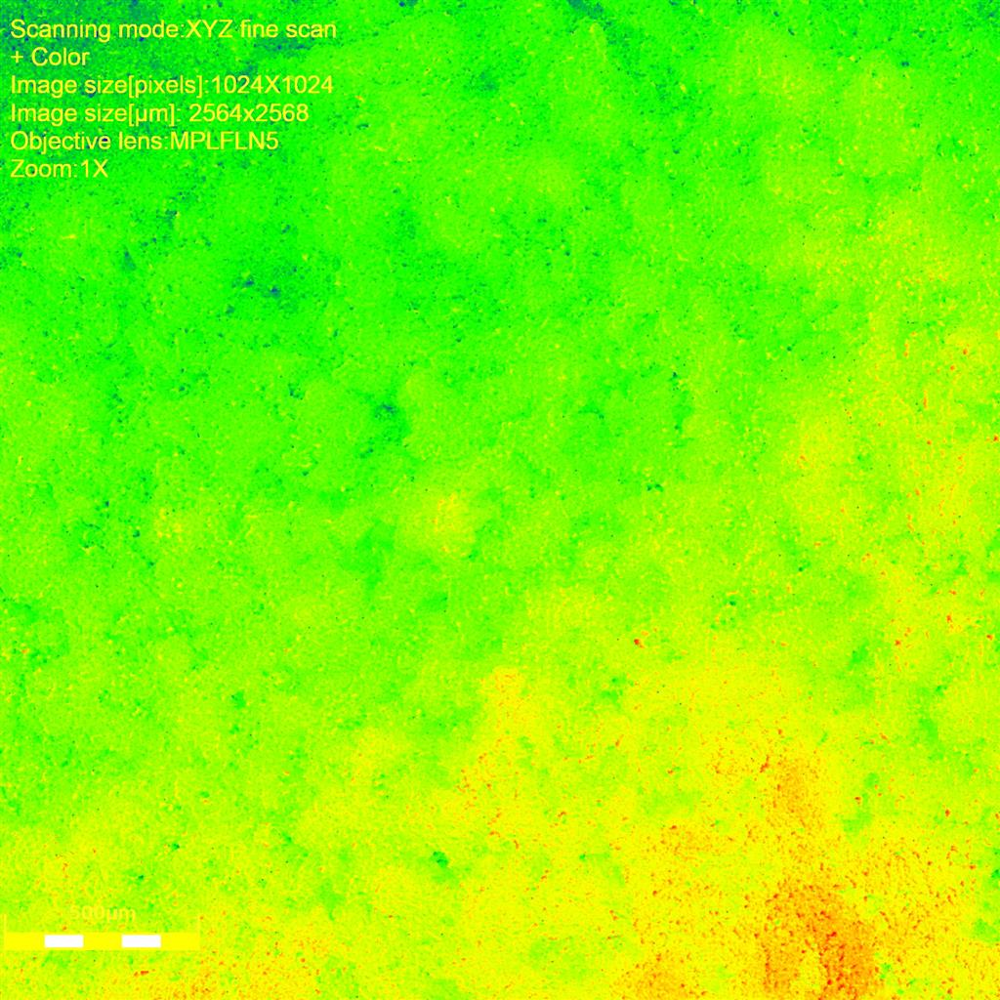 Scanning mode:XYZ fine scan
+ Color
Image size[pixels]:1024X1024
Image size[µm]: 2564x2568
Objective lens:MPLFLN5
Zoom:1X
500µm